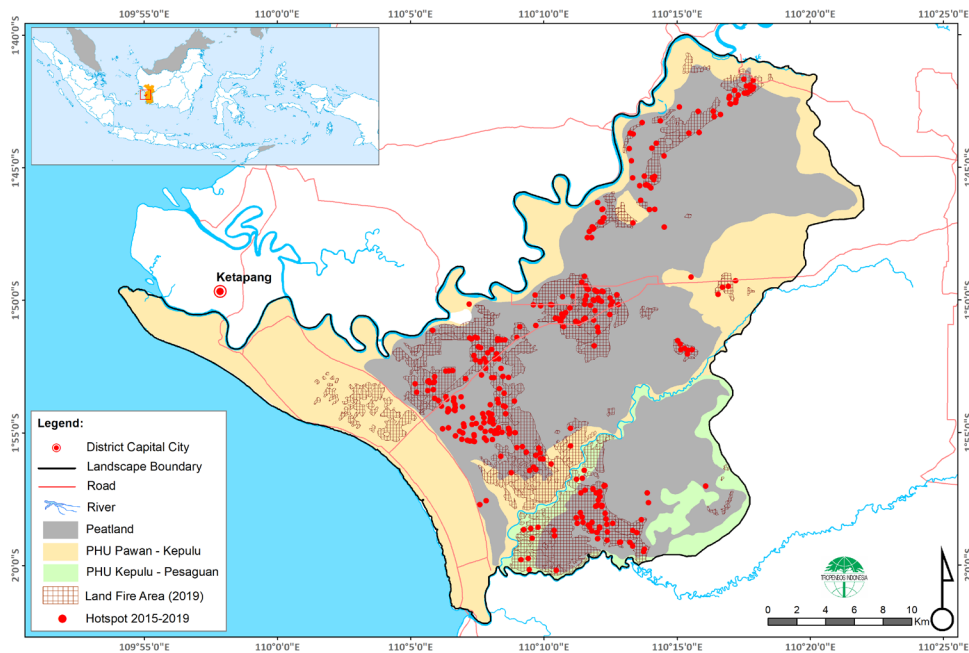 109°55'0"E 110°0'0"E 110°5'0"E 110°10'0"E 110°15'0"E 110°20'0"E 110°25'0"E
1°40'0"S 1°40'0"S
1°45'0"S 1°45'0"S
Ketapang
1°50'0"S 1°50'0"S
1°55'0"S 1°55'0"S
2°0'0"S 2°0'0"S
Legend:
District Capital City
Landscape Boundary
Road
River
Peatland
PHU Pawan - Kepulu
PHU Kepulu - Pesaguan
Land Fire Area (2019)
Hotspot 2015-2019
TROPENBOS INDONESIA
0 2 4 6 8 10
Km
109°55'0"E 110°0'0"E 110°5'0"E 110°10'0"E 110°15'0"E 110°20'0"E 110°25'0"E